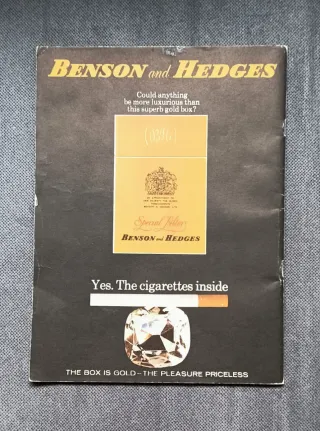 BENSON and HEDGES
Could anything
be more luxurious than
this superb gold box?
Special Filter
BENSON and HEDGES
Yes. The cigarettes inside
THE BOX IS GOLD – THE PLEASURE PRICELESS